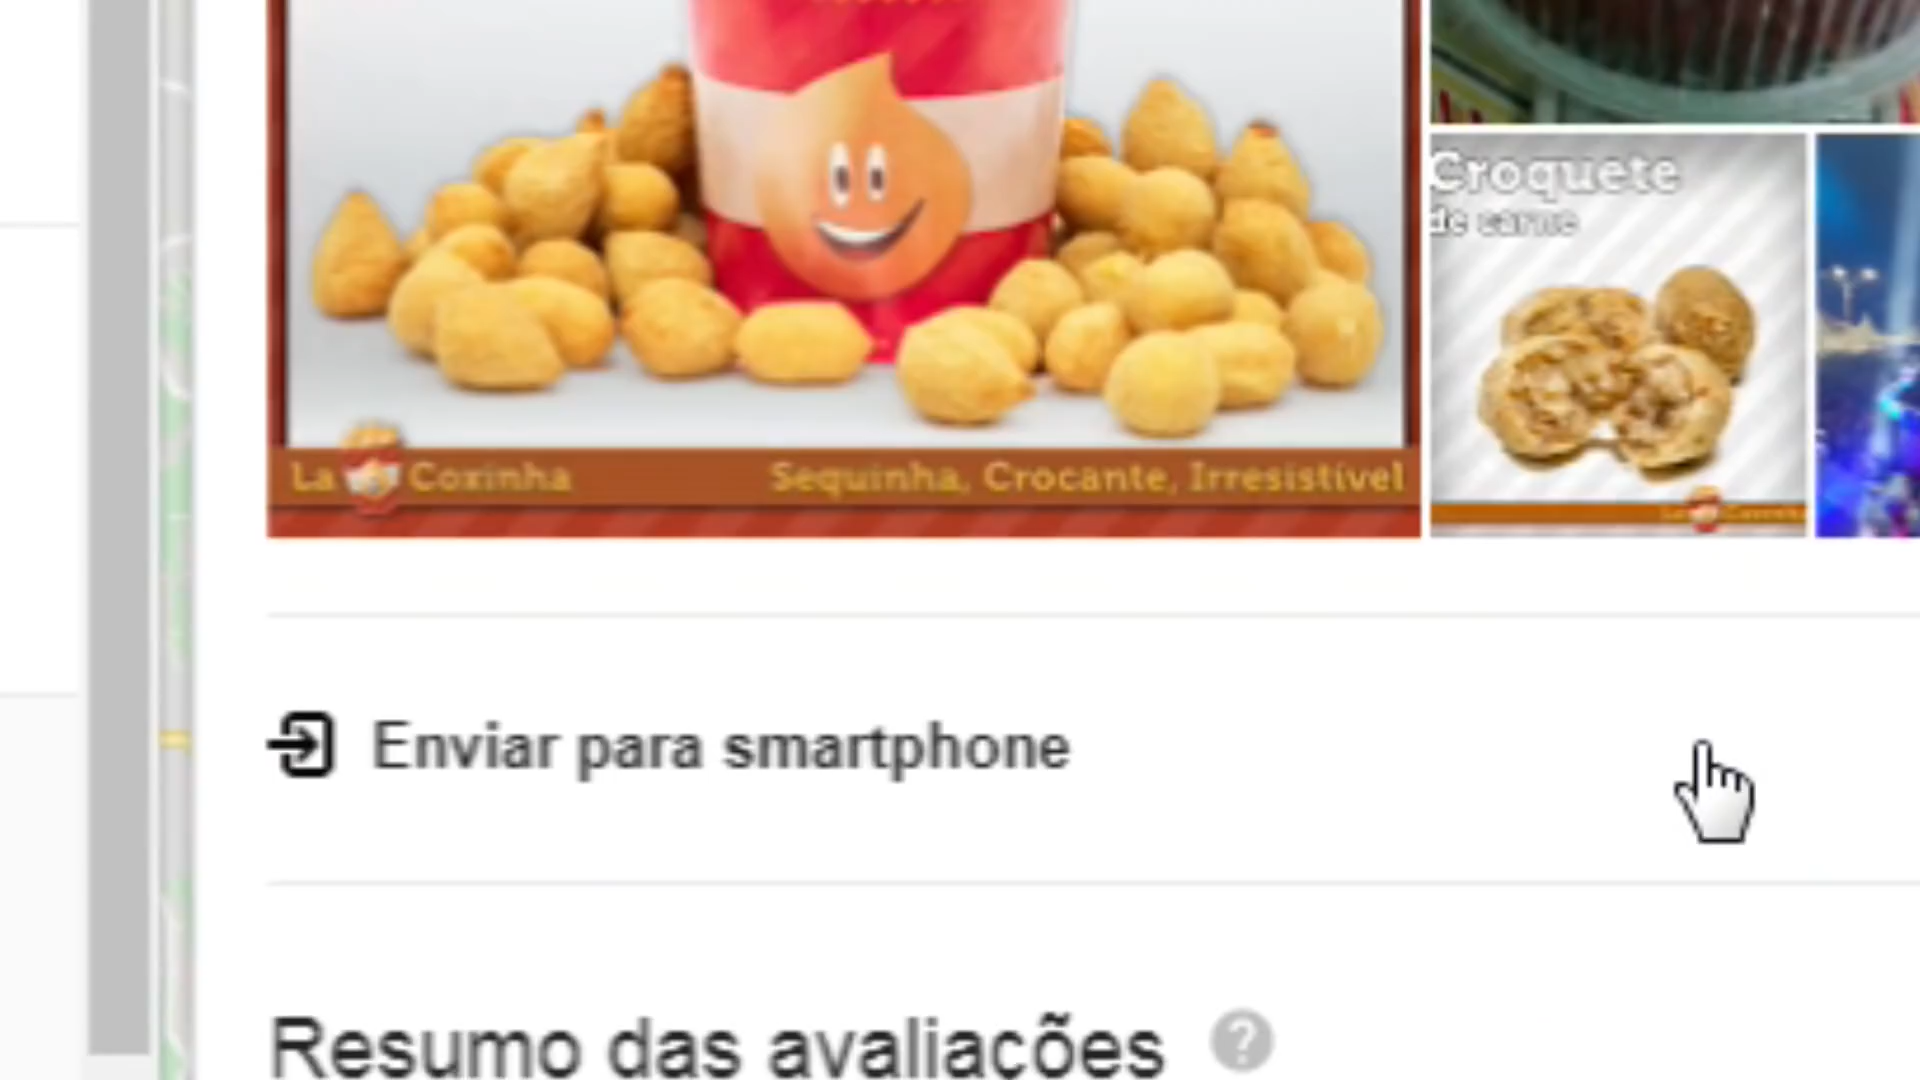 Croquete
de carne
La Coxinha
Sequinha, Crocante, Irresistível
Enviar para smartphone
Resumo das avaliações
?